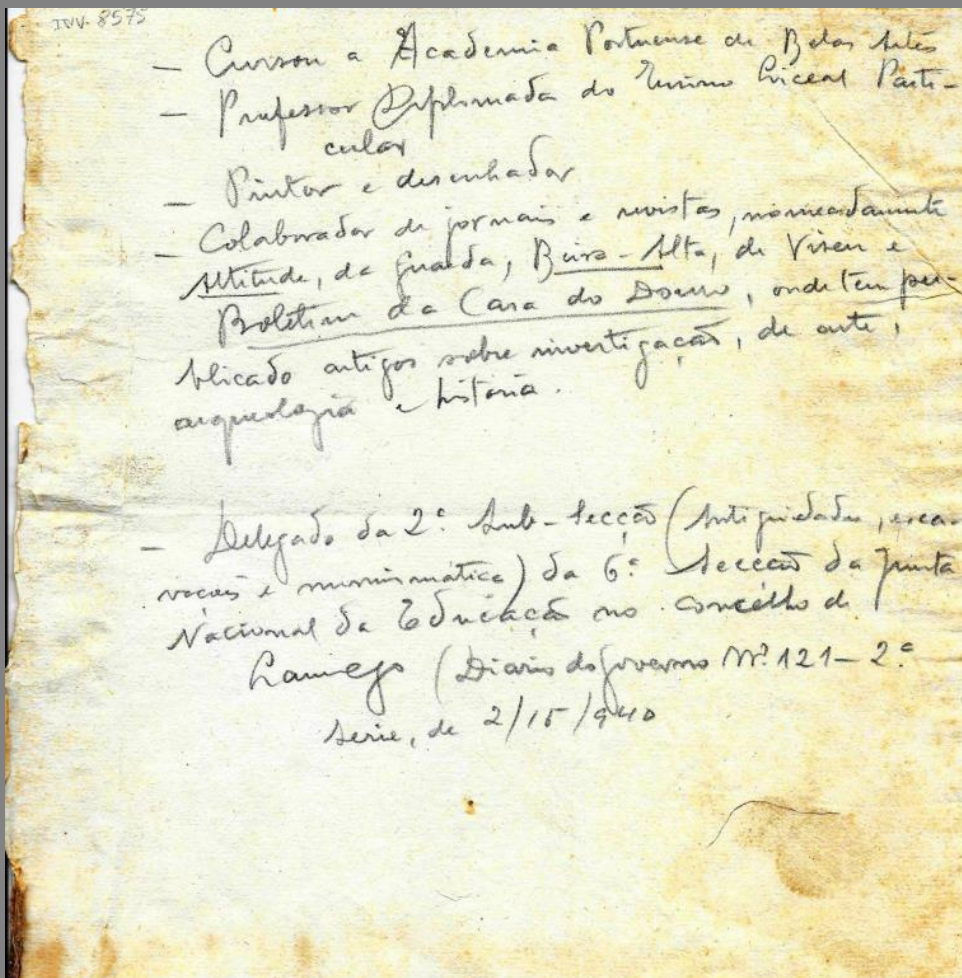 INV. 8575
- Cursou a Academia Portuense de Belas Artes
- Professor Diplomado do Ensino Liceal Parti-
cular
- Pintor e desenhador
- Colaborador de jornais e revistas, nomeadamente
Altitude, da Guarda, Beira-Alta, de Viseu e
Boletim da Casa do Douro, onde tem pu-
blicado artigos sobre investigação, de arte,
arqueologia e história.
- Delegado da 2ª Sub-Secção (Antiguidades, esca-
vações e numismática) da 6ª Secção da Junta
Nacional da Educação no concelho de
Lamego (Diario do Governo Nº 121-2ª
serie, de 2/15/940